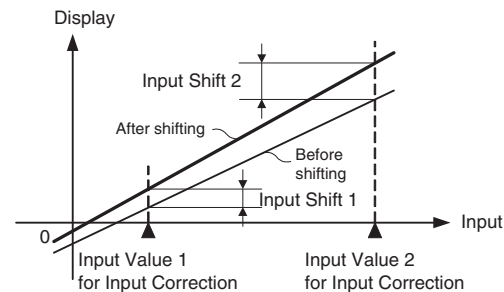 Display
Input Shift 2
After shifting
Before
shifting
Input Shift 1
0
Input
Input Value 1
for Input Correction
Input Value 2
for Input Correction